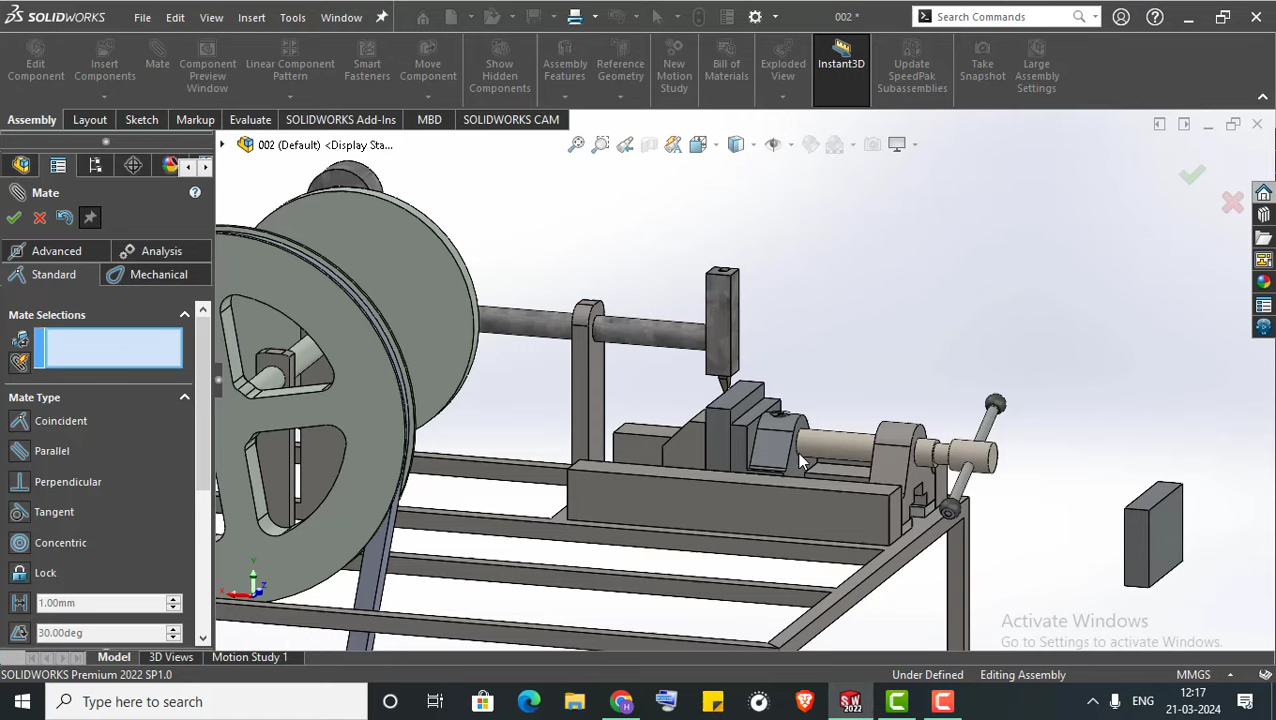 SOLIDWORKS File Edit View Insert Tools Window 002 * Search Commands
Edit Component
Insert Components
Mate
Component Preview Window
Linear Component Pattern
Smart Fasteners
Move Component
Show Hidden Components
Assembly Features
Reference Geometry
New Motion Study
Bill of Materials
Exploded View
Instant3D
Update SpeedPak Subassemblies
Take Snapshot
Large Assembly Settings
Assembly Layout Sketch Markup Evaluate SOLIDWORKS Add-Ins MBD SOLIDWORKS CAM
002 (Default) <Display Sta...
Mate
Advanced Analysis
Standard Mechanical
Mate Selections
Mate Type
Coincident
Parallel
Perpendicular
Tangent
Concentric
Lock
1.00mm
30.00deg
Y
X
Z
Activate Windows
Go to Settings to activate Windows.
Model 3D Views Motion Study 1
SOLIDWORKS Premium 2022 SP1.0 Under Defined Editing Assembly MMGS
Type here to search
SW
2022
ENG
12:17
21-03-2024